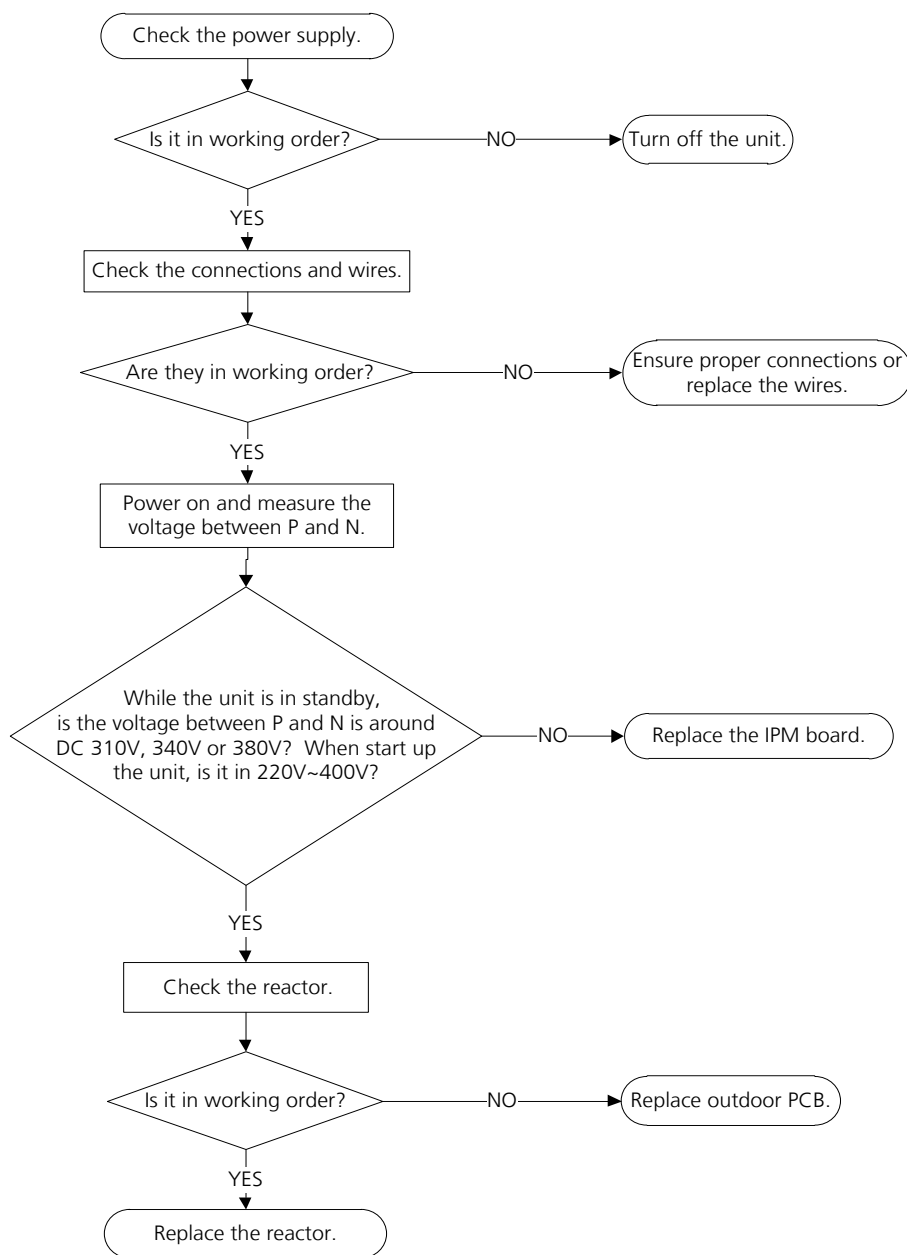 Check the power supply.
Is it in working order?
NO
Turn off the unit.
YES
Check the connections and wires.
Are they in working order?
NO
Ensure proper connections or
replace the wires.
YES
Power on and measure the
voltage between P and N.
While the unit is in standby,
is the voltage between P and N is around
DC 310V, 340V or 380V? When start up
the unit, is it in 220V~400V?
NO
Replace the IPM board.
YES
Check the reactor.
Is it in working order?
NO
Replace outdoor PCB.
YES
Replace the reactor.